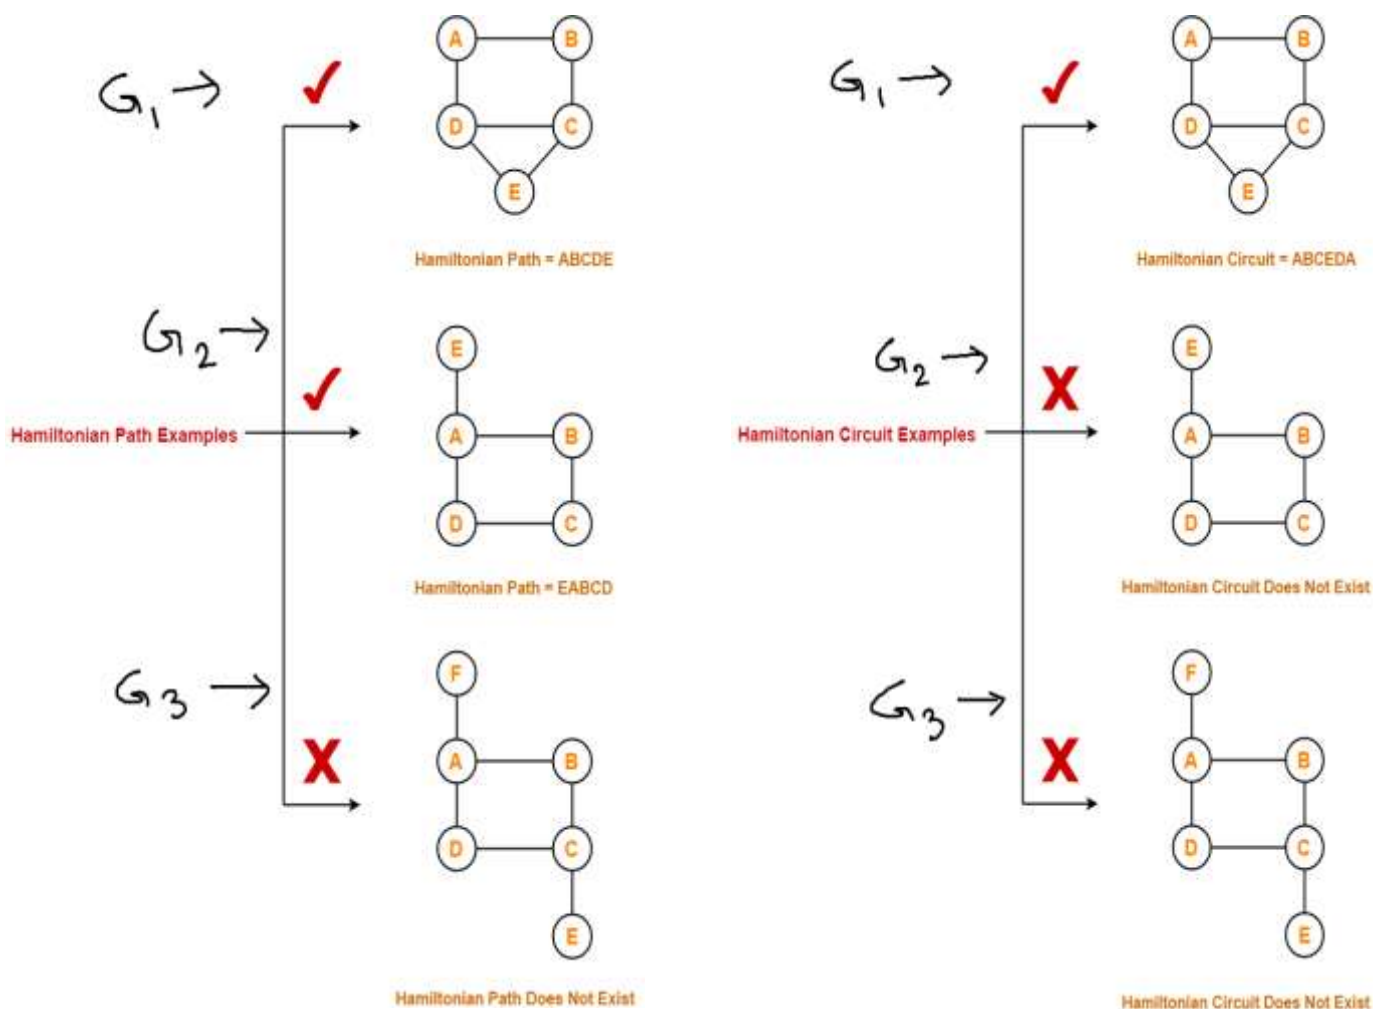 G₁ →
✓
A
B
D
C
E
Hamiltonian Path = ABCDE
G₂ →
✓
Hamiltonian Path Examples
E
A
B
D
C
Hamiltonian Path = EABCD
G₃ →
X
F
A
B
D
C
E
Hamiltonian Path Does Not Exist
G₁ →
✓
A
B
D
C
E
Hamiltonian Circuit = ABCEDA
G₂ →
X
Hamiltonian Circuit Examples
E
A
B
D
C
Hamiltonian Circuit Does Not Exist
G₃ →
X
F
A
B
D
C
E
Hamiltonian Circuit Does Not Exist